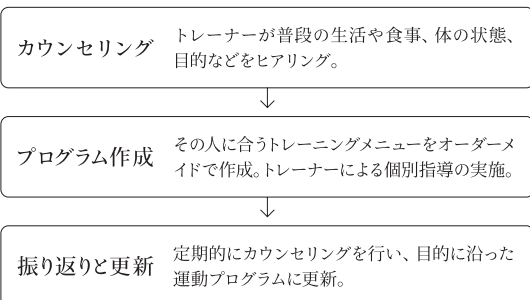 カウンセリング
トレーナーが普段の生活や食事、体の状態、
目的などをヒアリング。
プログラム作成
その人に合うトレーニングメニューをオーダーメ
イドで作成。トレーナーによる個別指導の実施。
振り返りと更新
定期的にカウンセリングを行い、目的に沿った
運動プログラムに更新。